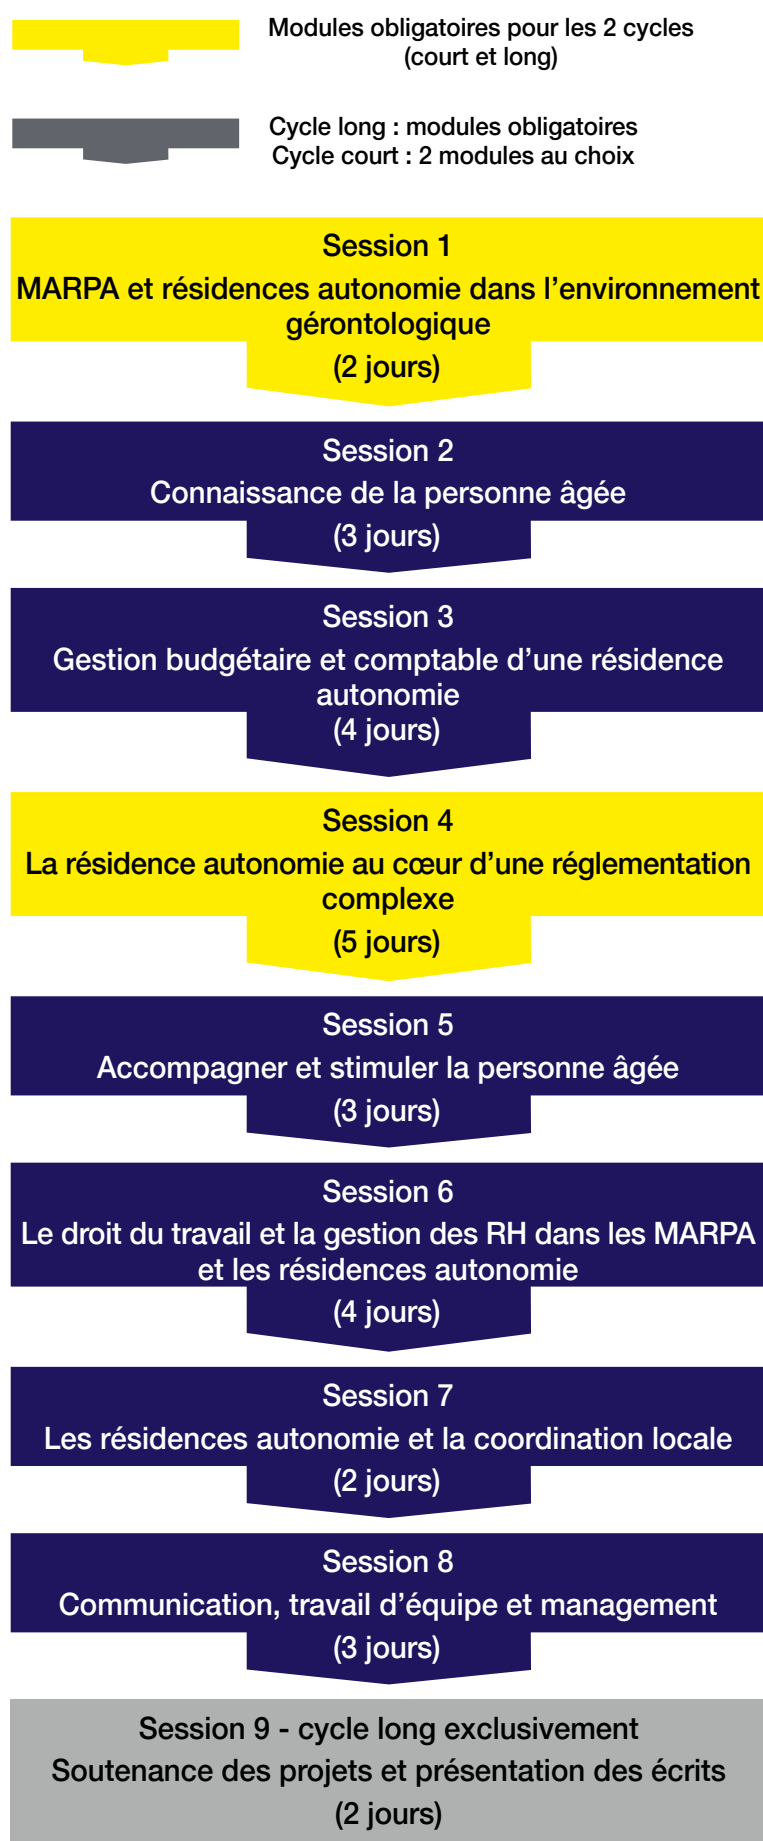 Modules obligatoires pour les 2 cycles
(court et long)
Cycle long : modules obligatoires
Cycle court : 2 modules au choix
Session 1
MARPA et résidences autonomie dans l’environnement
gérontologique
(2 jours)
Session 2
Connaissance de la personne âgée
(3 jours)
Session 3
Gestion budgétaire et comptable d’une résidence
autonomie
(4 jours)
Session 4
La résidence autonomie au cœur d’une réglementation
complexe
(5 jours)
Session 5
Accompagner et stimuler la personne âgée
(3 jours)
Session 6
Le droit du travail et la gestion des RH dans les MARPA
et les résidences autonomie
(4 jours)
Session 7
Les résidences autonomie et la coordination locale
(2 jours)
Session 8
Communication, travail d’équipe et management
(3 jours)
Session 9 - cycle long exclusivement
Soutenance des projets et présentation des écrits
(2 jours)